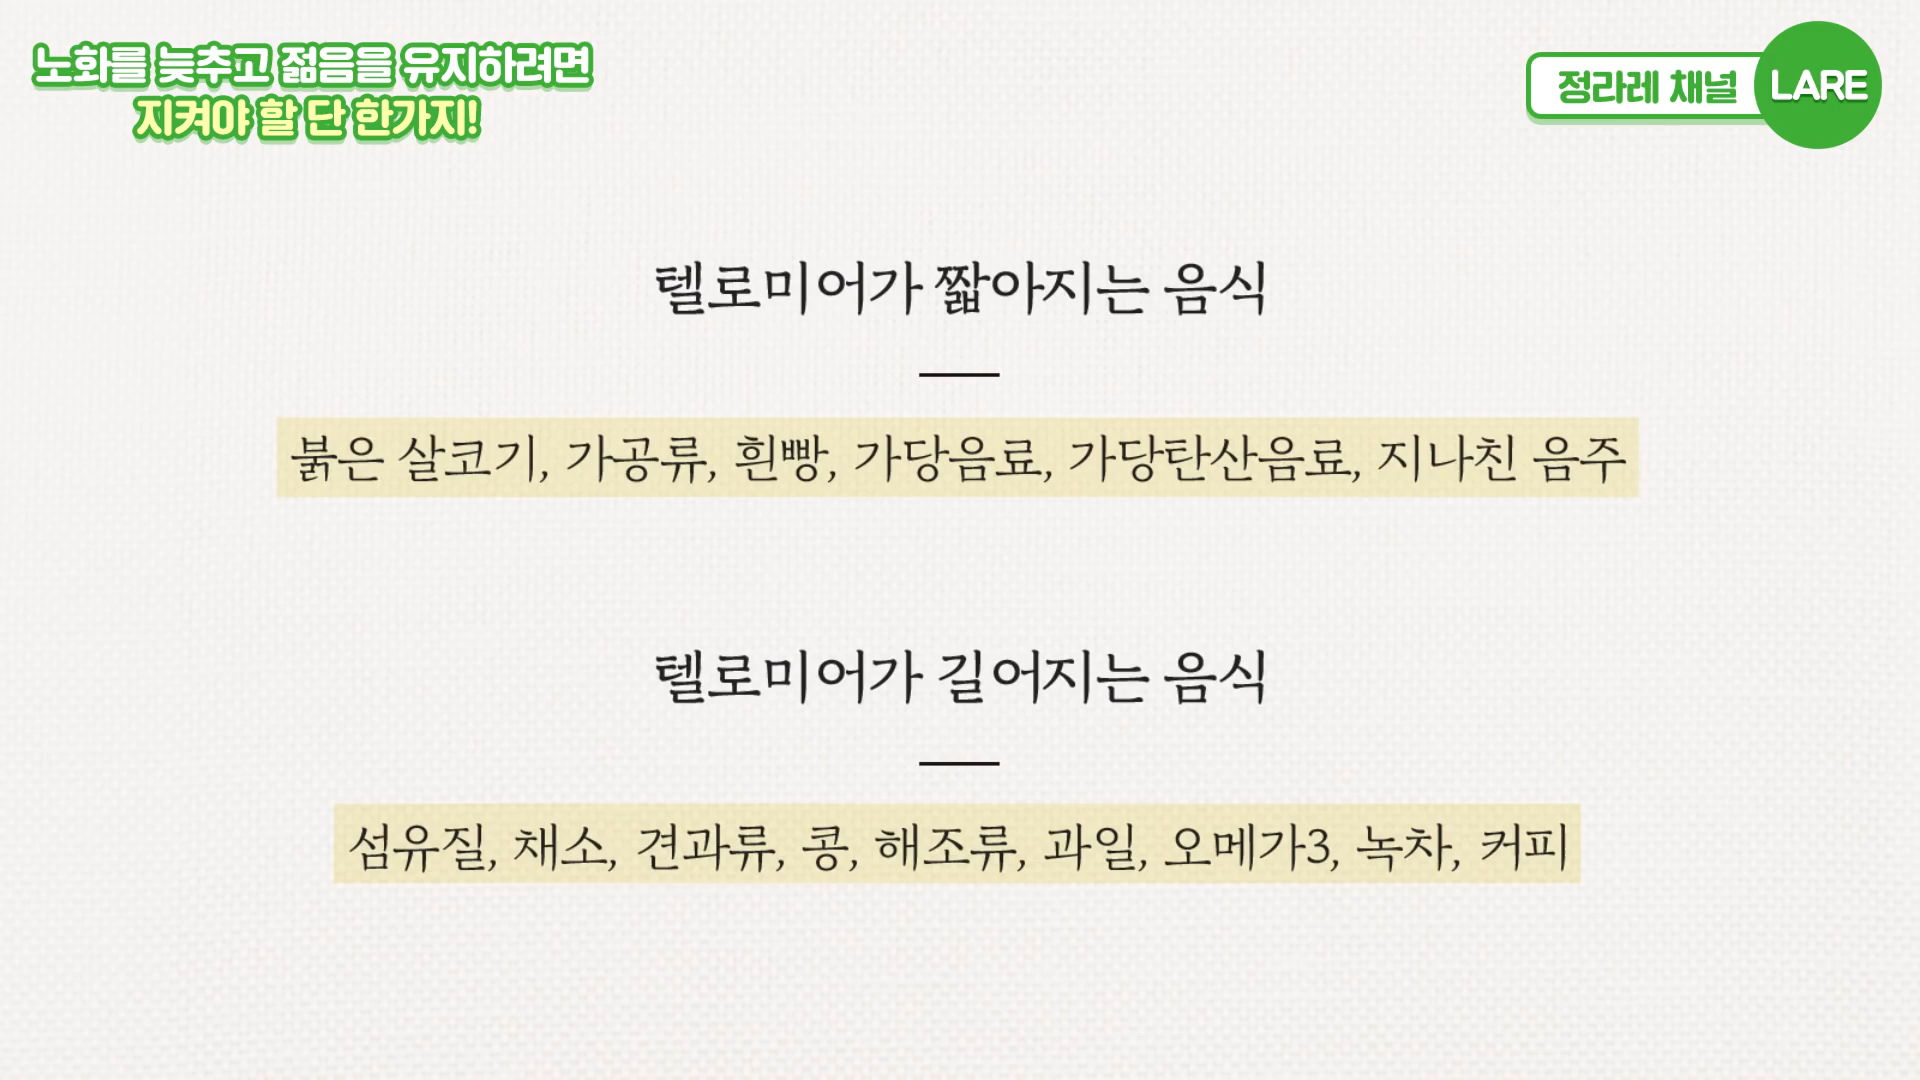 노화를 늦추고 젊음을 유지하려면
지켜야 할 단 한가지!
정라레 채널
LARE
텔로미어가 짧아지는 음식
붉은 살코기, 가공류, 흰빵, 가당음료, 가당탄산음료, 지나친 음주
텔로미어가 길어지는 음식
섬유질, 채소, 견과류, 콩, 해조류, 과일, 오메가3, 녹차, 커피